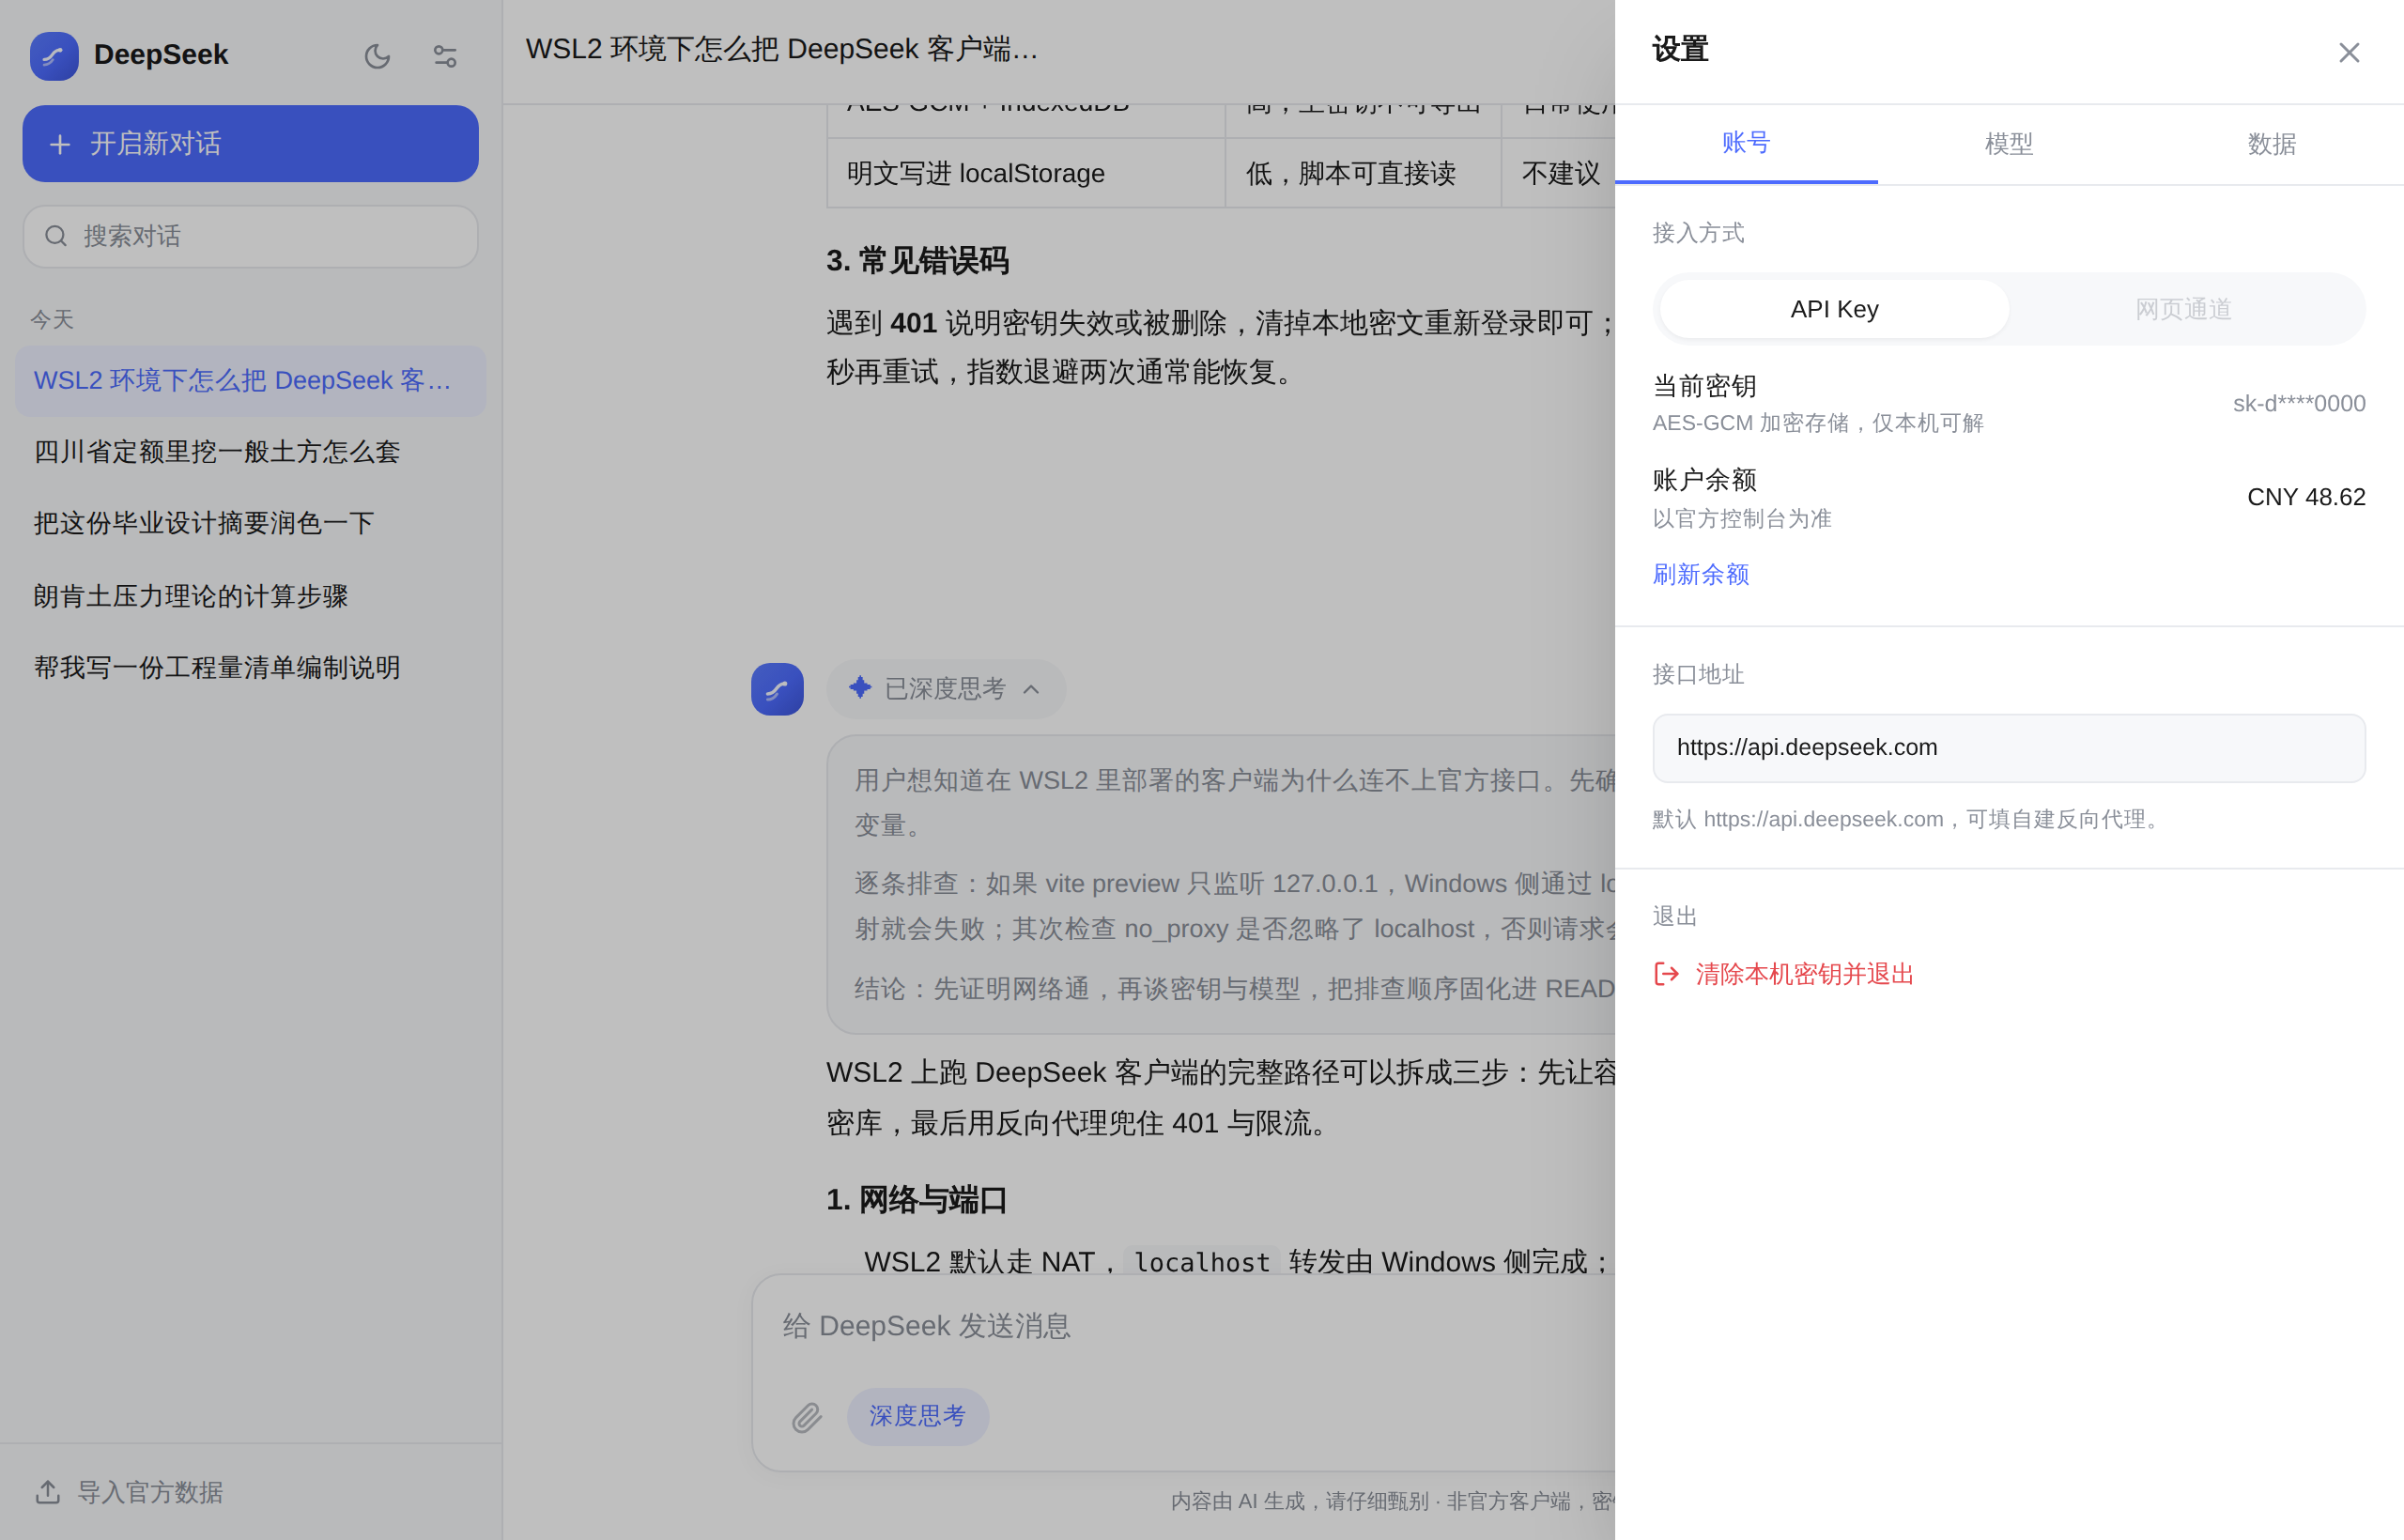 DeepSeek
开启新对话
搜索对话
今天
WSL2 环境下怎么把 DeepSeek 客…
四川省定额里挖一般土方怎么套
把这份毕业设计摘要润色一下
朗肯土压力理论的计算步骤
帮我写一份工程量清单编制说明
导入官方数据
WSL2 环境下怎么把 DeepSeek 客户端…
AES-GCM + IndexedDB 高，主密钥不可导出 日常使用
明文写进 localStorage 低，脚本可直接读 不建议
3. 常见错误码
遇到 401 说明密钥失效或被删除，清掉本地密文重新登录即可；
秒再重试，指数退避两次通常能恢复。
已深度思考
用户想知道在 WSL2 里部署的客户端为什么连不上官方接口。先确
变量。
逐条排查：如果 vite preview 只监听 127.0.0.1，Windows 侧通过 lo
射就会失败；其次检查 no_proxy 是否忽略了 localhost，否则请求会
结论：先证明网络通，再谈密钥与模型，把排查顺序固化进 READ
WSL2 上跑 DeepSeek 客户端的完整路径可以拆成三步：先让容
密库，最后用反向代理兜住 401 与限流。
1. 网络与端口
WSL2 默认走 NAT，localhost 转发由 Windows 侧完成；
给 DeepSeek 发送消息
深度思考
内容由 AI 生成，请仔细甄别 · 非官方客户端，密
设置
账号 模型 数据
接入方式
API Key 网页通道
当前密钥
sk-d****0000
AES-GCM 加密存储，仅本机可解
账户余额
CNY 48.62
以官方控制台为准
刷新余额
接口地址
https://api.deepseek.com
默认 https://api.deepseek.com，可填自建反向代理。
退出
清除本机密钥并退出